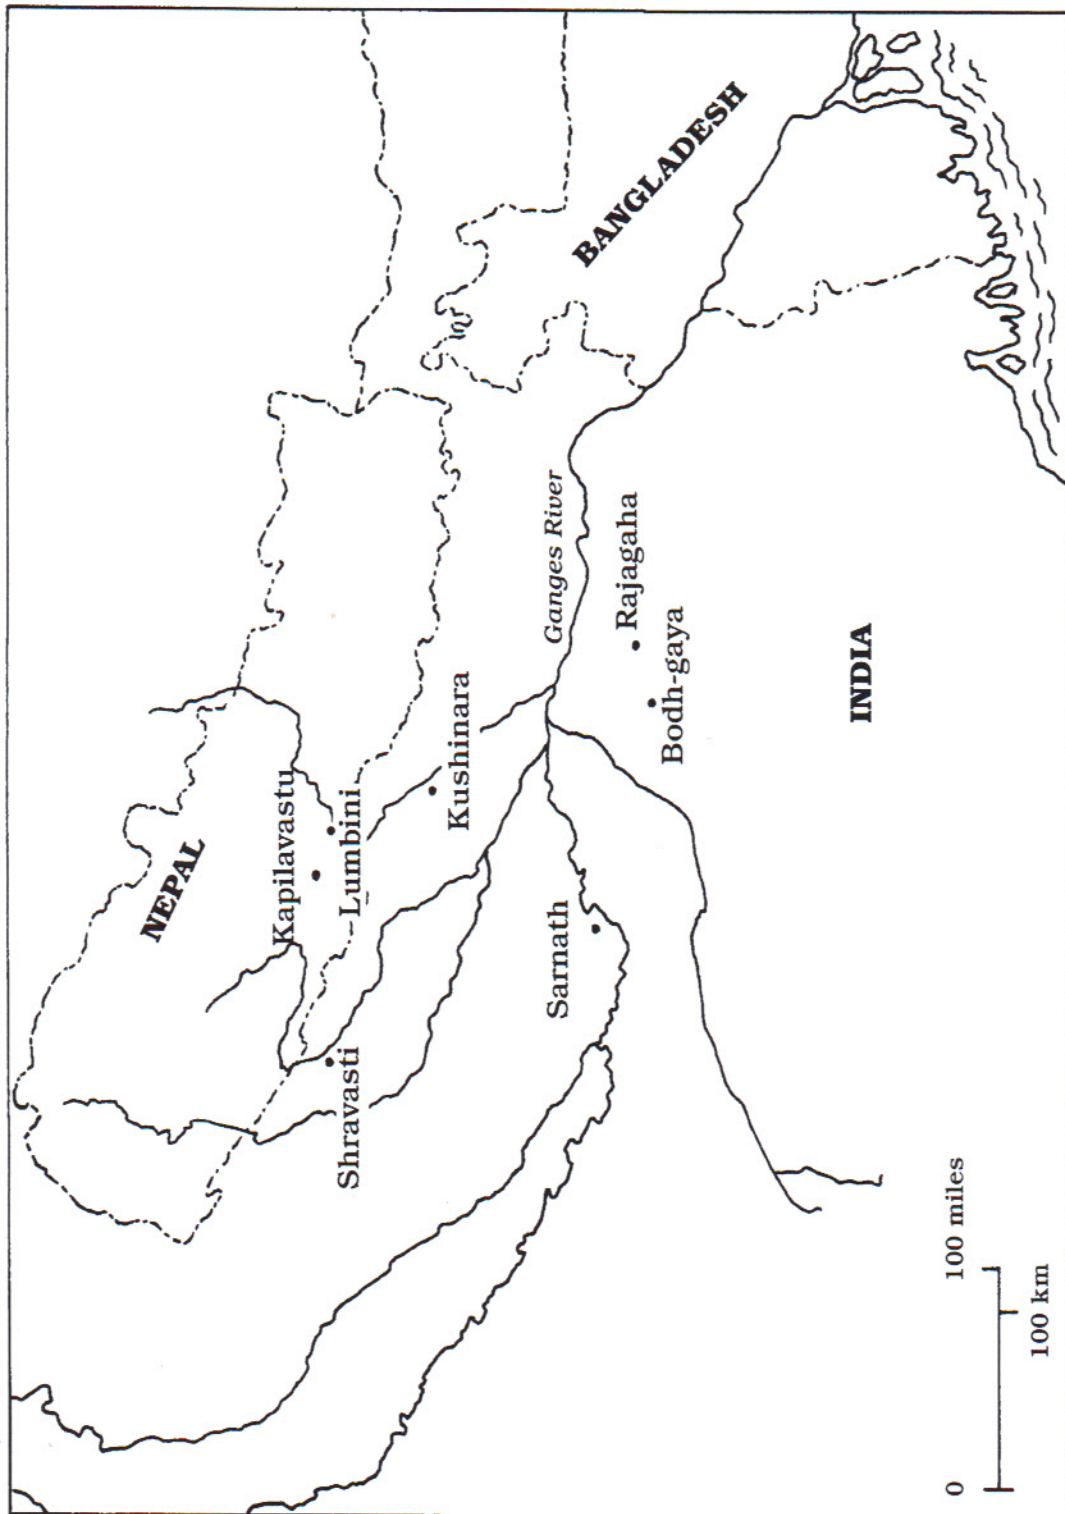 NEPAL
Kapilavastu
Lumbini
Shravasti
Kushinara
BANGLADESH
Ganges River
Sarnath
Rajagaha
Bodh-gaya
INDIA
0
100 miles
100 km